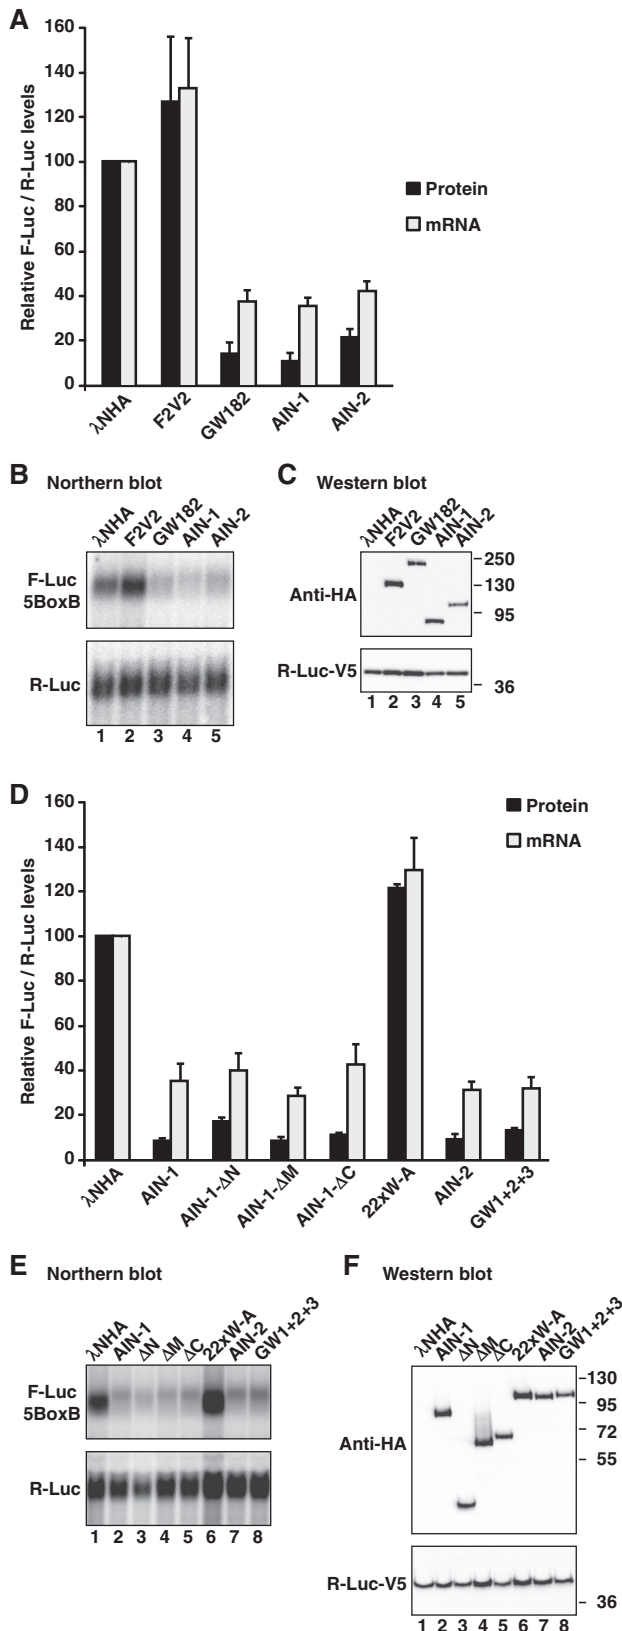 A
160
140
120
100
80
60
40
20
0
Relative F-Luc / R-Luc levels
Protein
mRNA
λNHA
F2V2
GW182
AIN-1
AIN-2
B Northern blot
λNHA F2V2 GW182 AIN-1 AIN-2
F-Luc
5BoxB
R-Luc
1 2 3 4 5
C Western blot
λNHA F2V2 GW182 AIN-1 AIN-2
Anti-HA
250
130
95
R-Luc-V5
36
1 2 3 4 5
D
160
140
120
100
80
60
40
20
0
Relative F-Luc / R-Luc levels
Protein
mRNA
λNHA
AIN-1
AIN-1-ΔN
AIN-1-ΔM
AIN-1-ΔC
22xW-A
AIN-2
GW1+2+3
E Northern blot
λNHA AIN-1 ΔN ΔM ΔC 22xW-A AIN-2 GW1+2+3
F-Luc
5BoxB
R-Luc
1 2 3 4 5 6 7 8
F Western blot
λNHA AIN-1 ΔN ΔM ΔC 22xW-A AIN-2 GW1+2+3
Anti-HA
130
95
72
55
R-Luc-V5
36
1 2 3 4 5 6 7 8